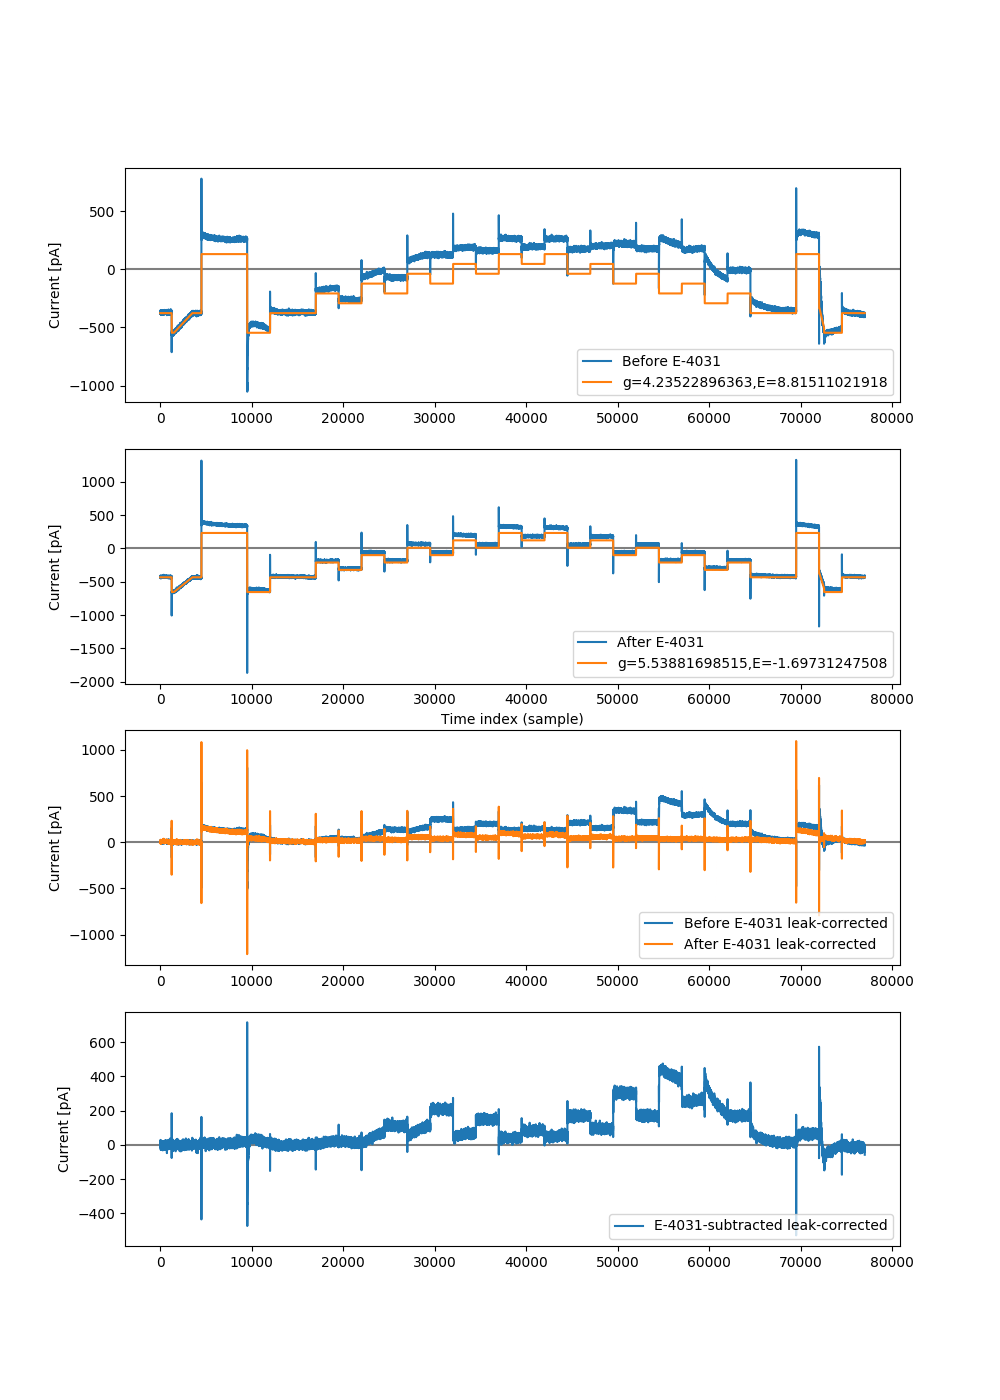 Current [pA]
500
0
−500
−1000
0 10000 20000 30000 40000 50000 60000 70000 80000
Before E-4031
g=4.23522896363,E=8.81511021918
Current [pA]
1000
500
0
−500
−1000
−1500
−2000
0 10000 20000 30000 40000 50000 60000 70000 80000
After E-4031
g=5.53881698515,E=-1.69731247508
Time index (sample)
Current [pA]
1000
500
0
−500
−1000
0 10000 20000 30000 40000 50000 60000 70000 80000
Before E-4031 leak-corrected
After E-4031 leak-corrected
Current [pA]
600
400
200
0
−200
−400
0 10000 20000 30000 40000 50000 60000 70000 80000
E-4031-subtracted leak-corrected